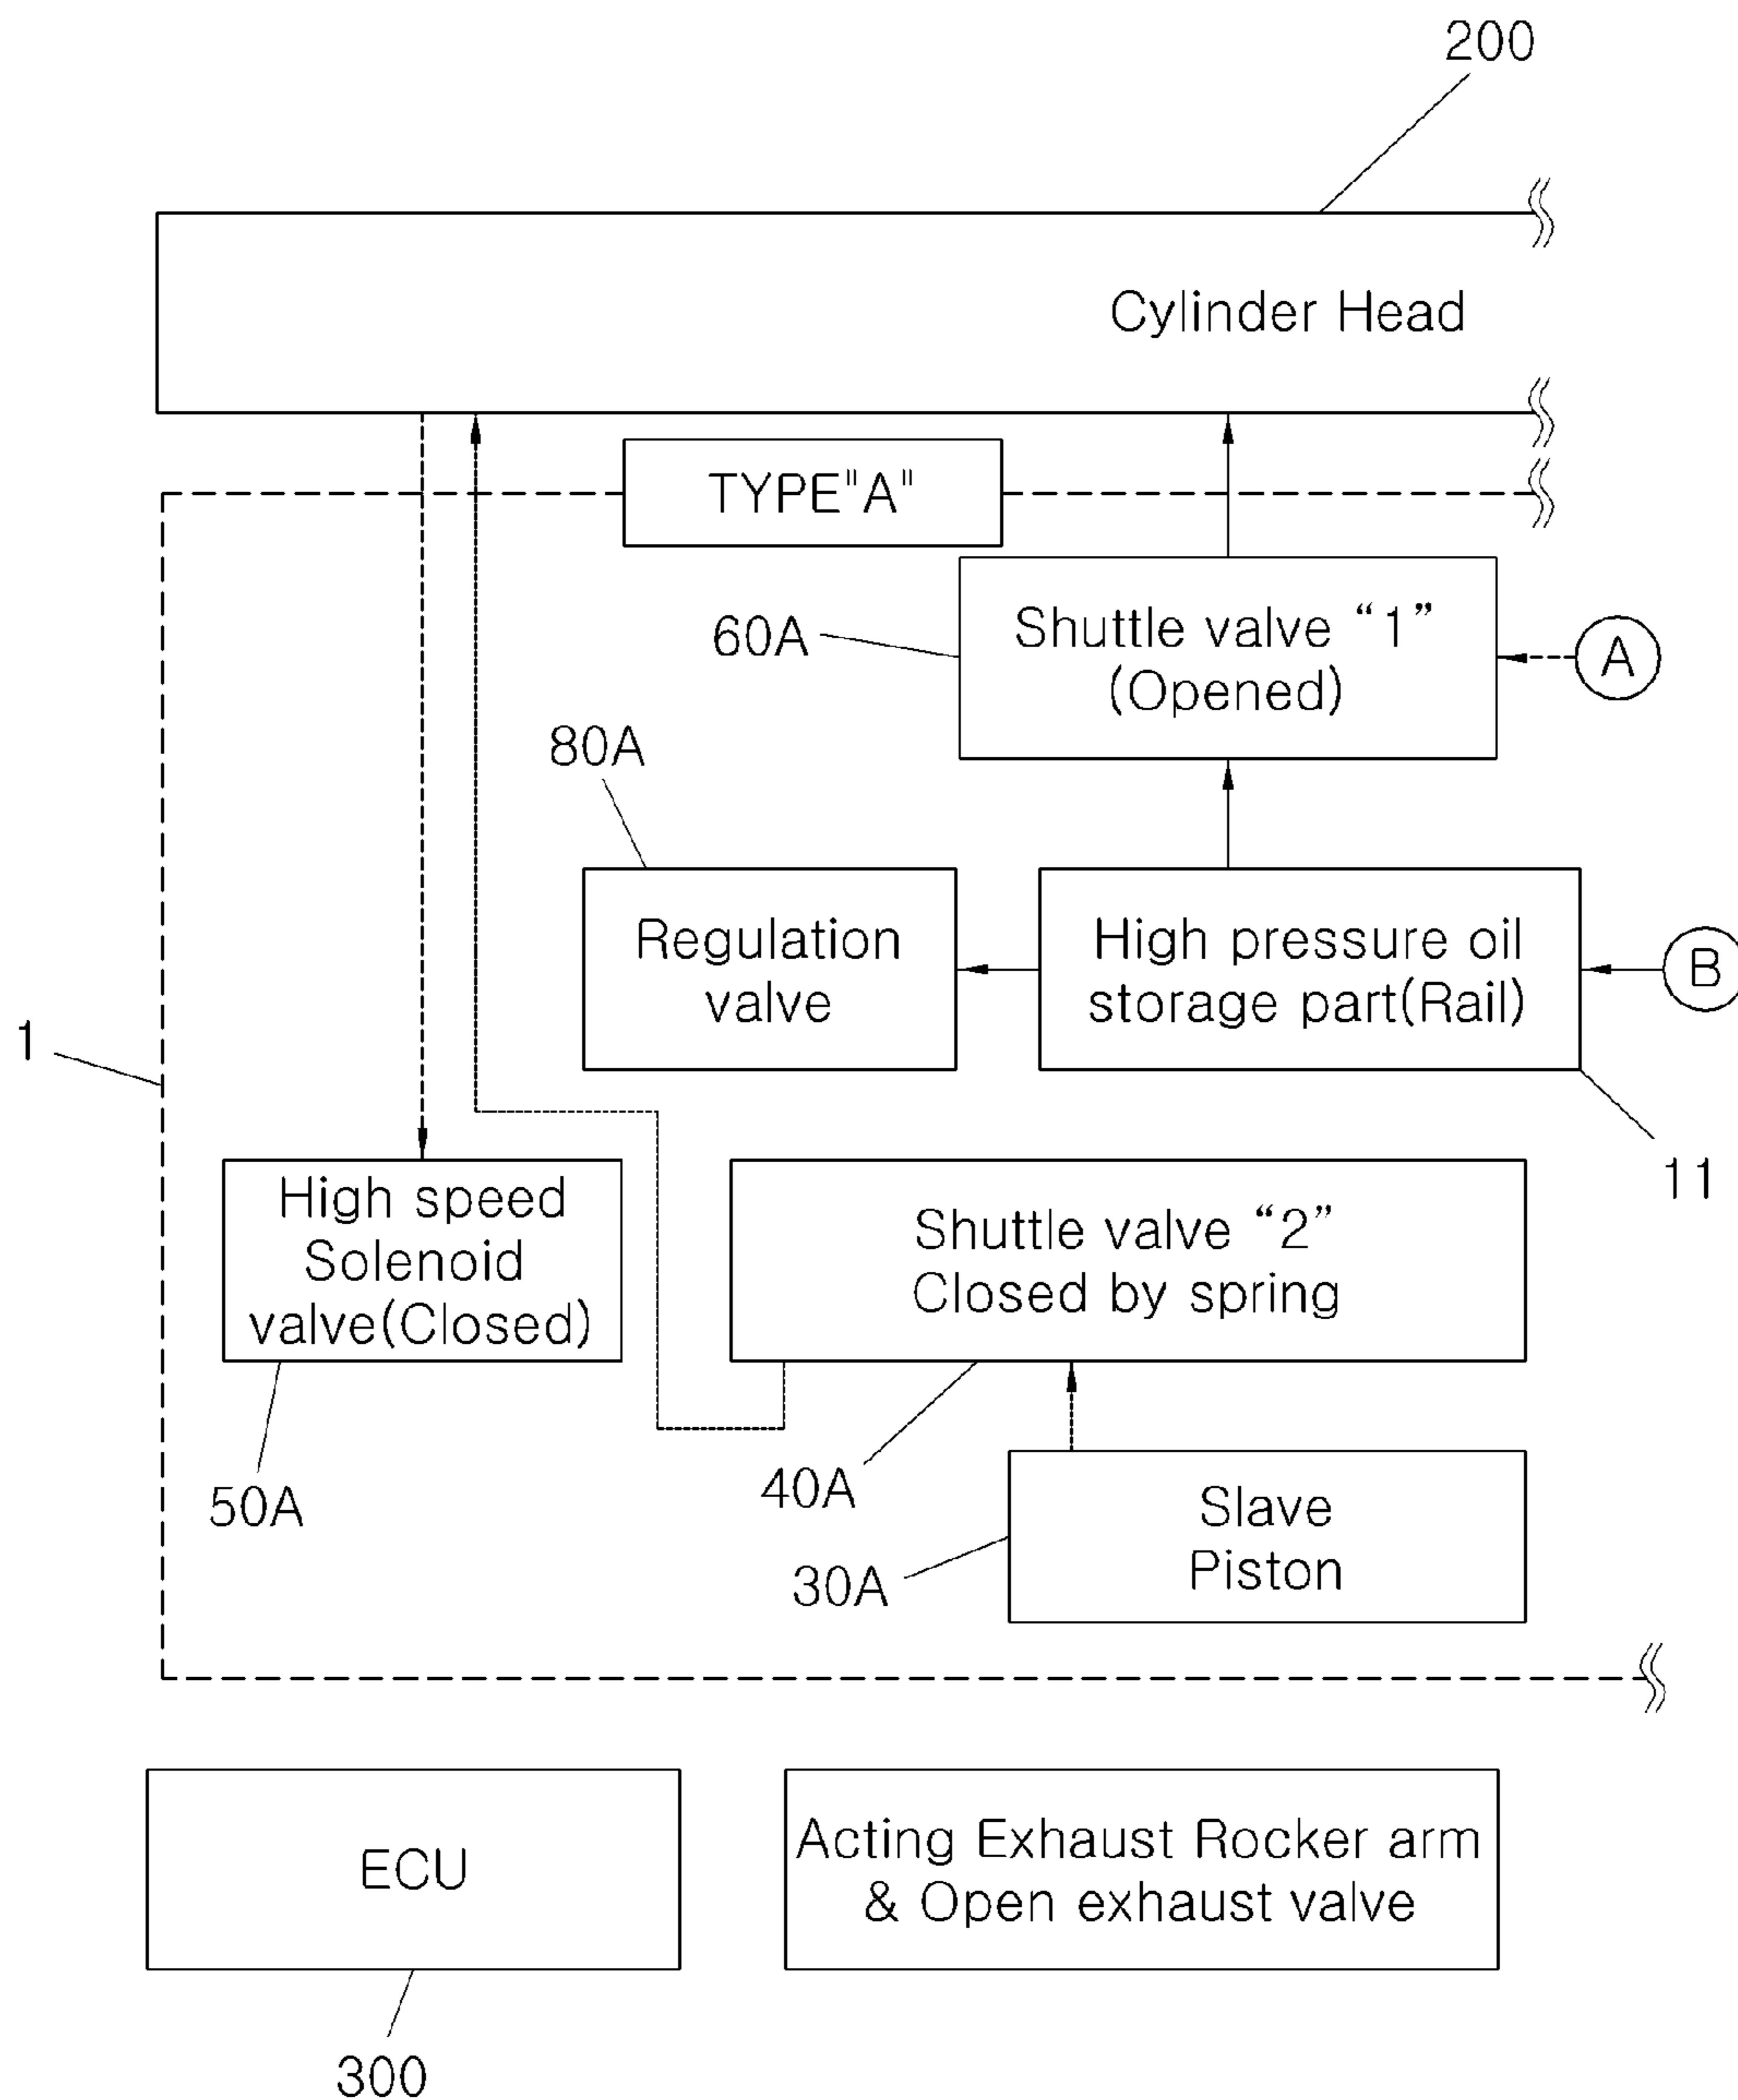 200
Cylinder Head
TYPE"A"
60A
Shuttle valve “1”
(Opened)
A
80A
Regulation
valve
High pressure oil
storage part(Rail)
B
1
11
High speed
Solenoid
valve(Closed)
Shuttle valve “2”
Closed by spring
50A
40A
30A
Slave
Piston
ECU
Acting Exhaust Rocker arm
& Open exhaust valve
300